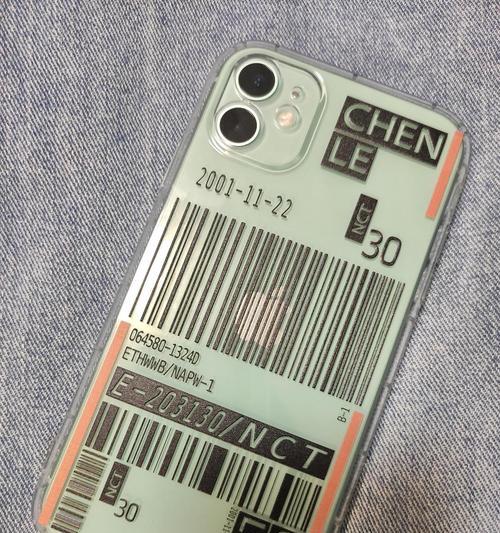 CHEN
LE
2001-11-22
NCT
30
064580-1324D
ETHWWB/NAPW-1
B-1
E-203130/NCT
NCT
30